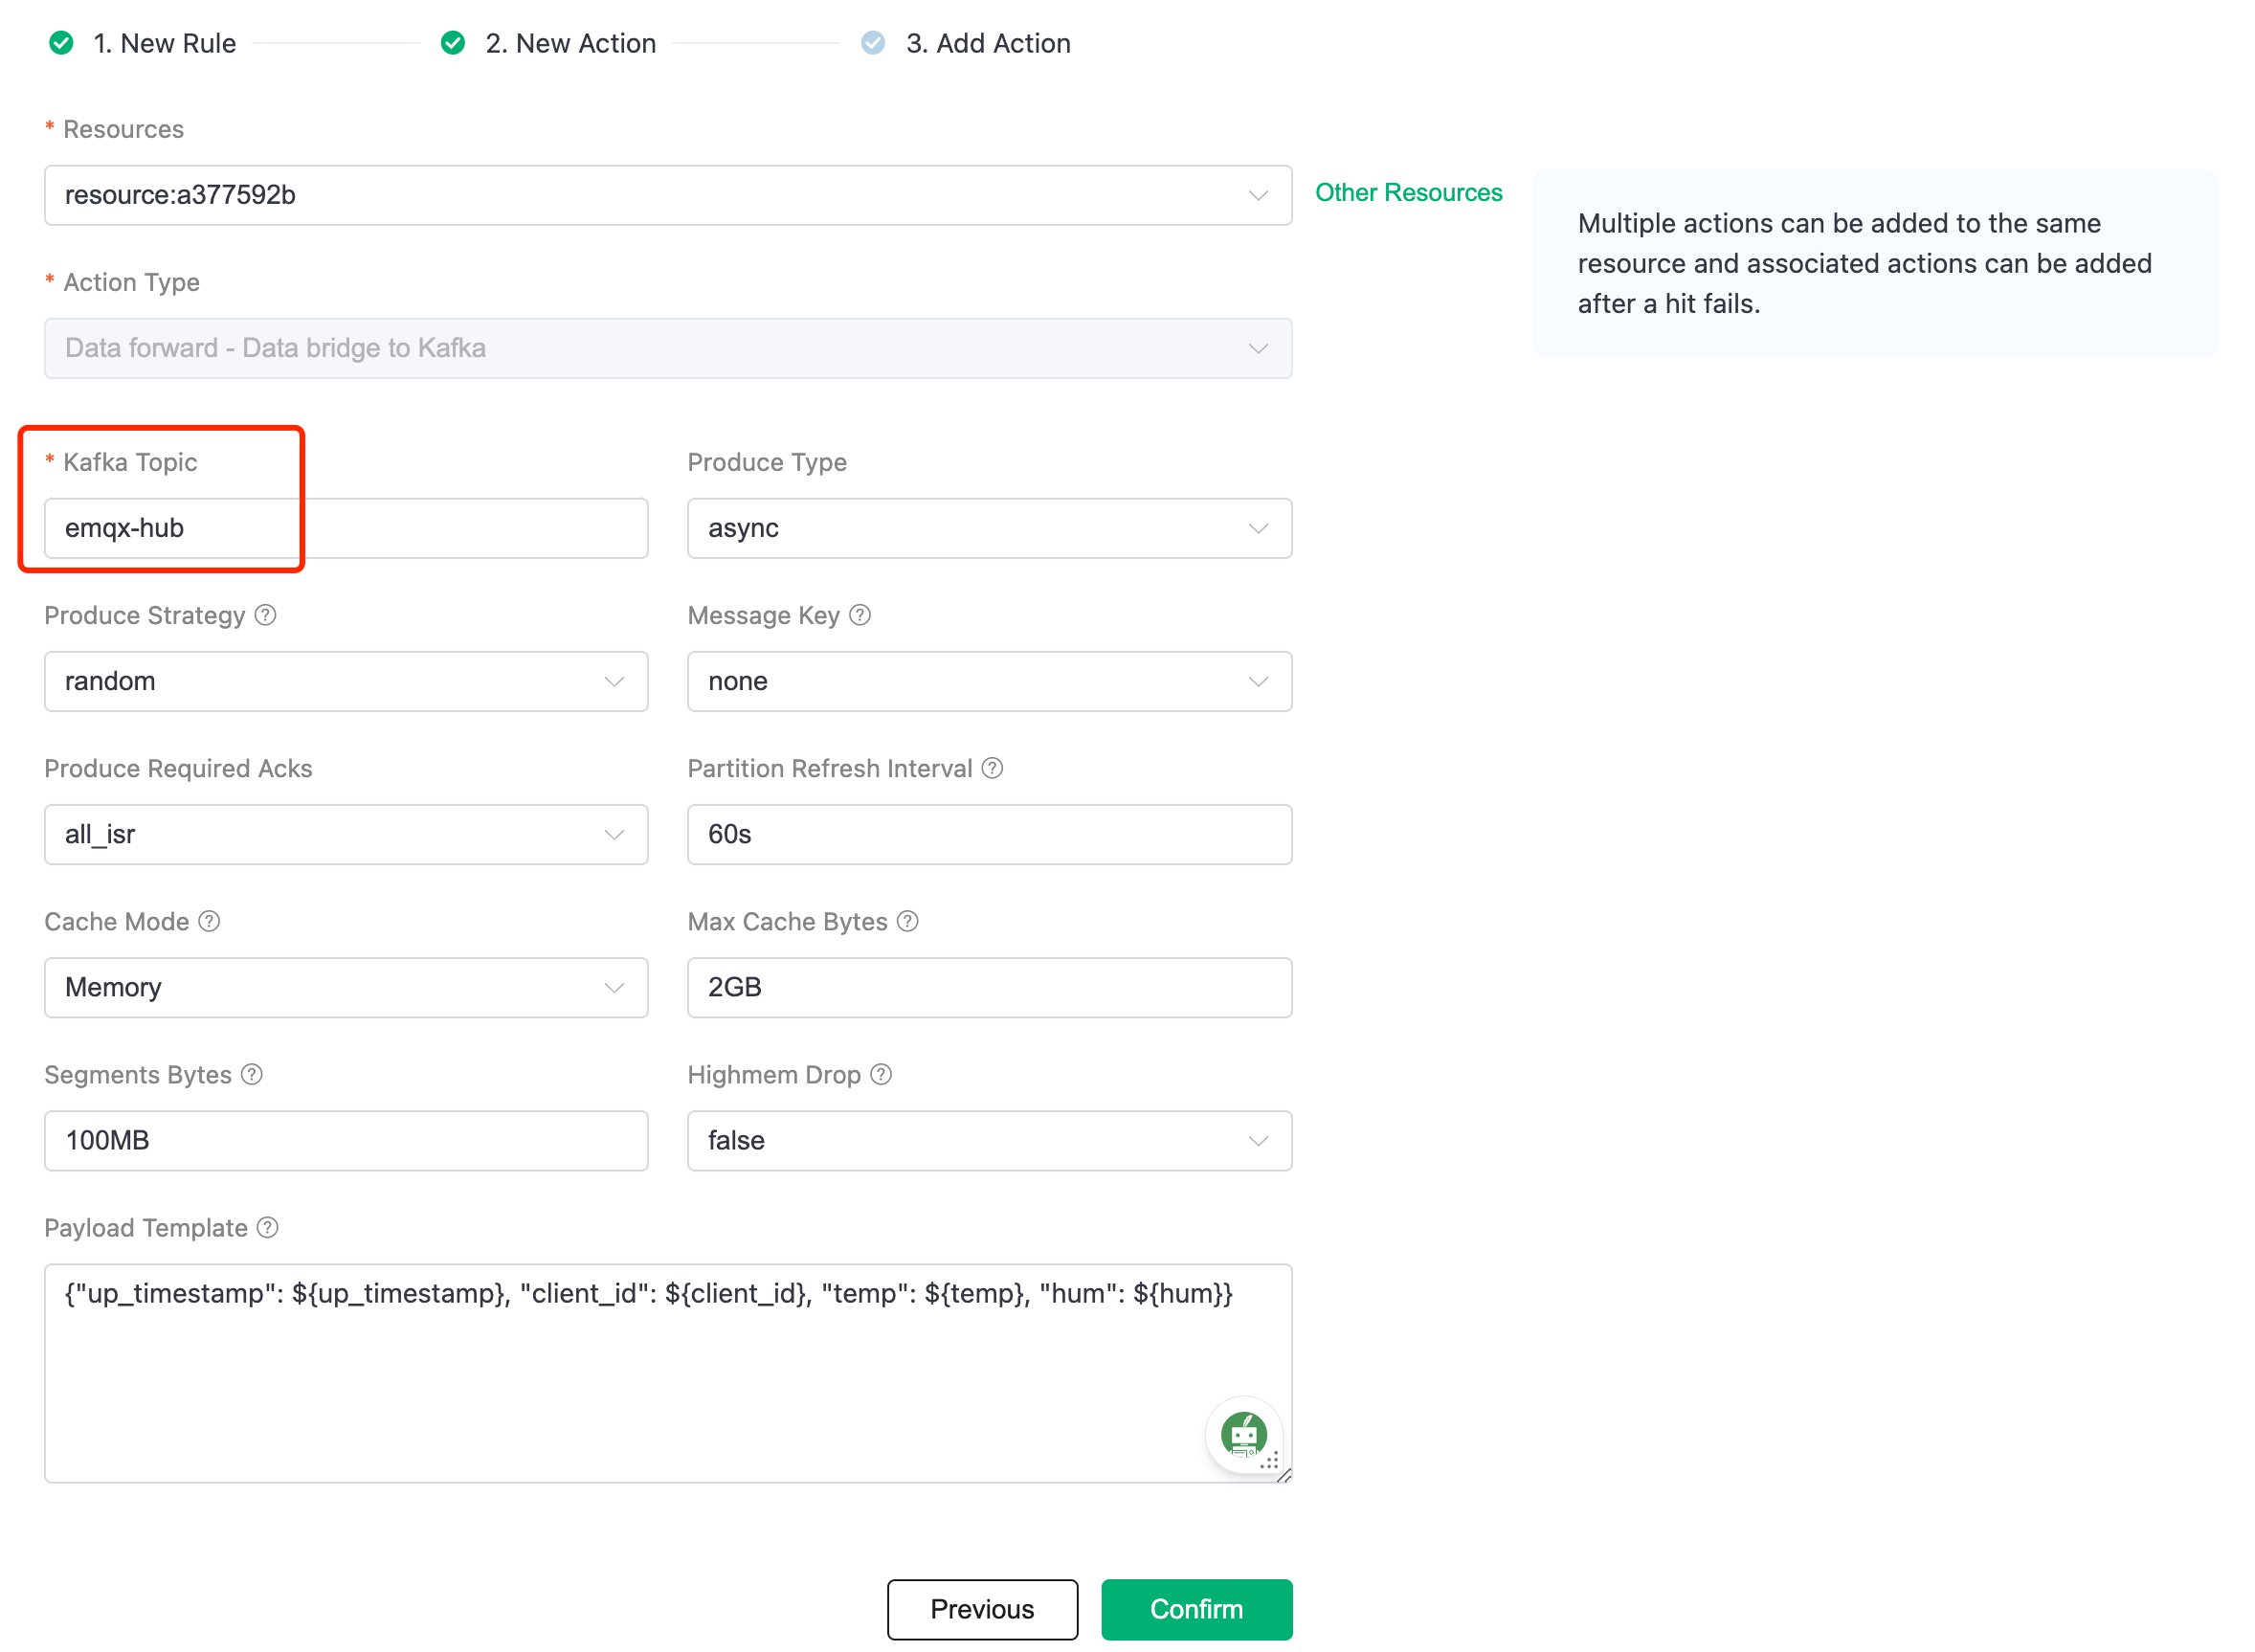 1. New Rule
2. New Action
3. Add Action
* Resources
resource:a377592b
Other Resources
Multiple actions can be added to the same
resource and associated actions can be added
after a hit fails.
* Action Type
Data forward - Data bridge to Kafka
* Kafka Topic
emqx-hub
Produce Type
async
Produce Strategy
random
Message Key
none
Produce Required Acks
all_isr
Partition Refresh Interval
60s
Cache Mode
Memory
Max Cache Bytes
2GB
Segments Bytes
100MB
Highmem Drop
false
Payload Template
{"up_timestamp": ${up_timestamp}, "client_id": ${client_id}, "temp": ${temp}, "hum": ${hum}}
Previous
Confirm